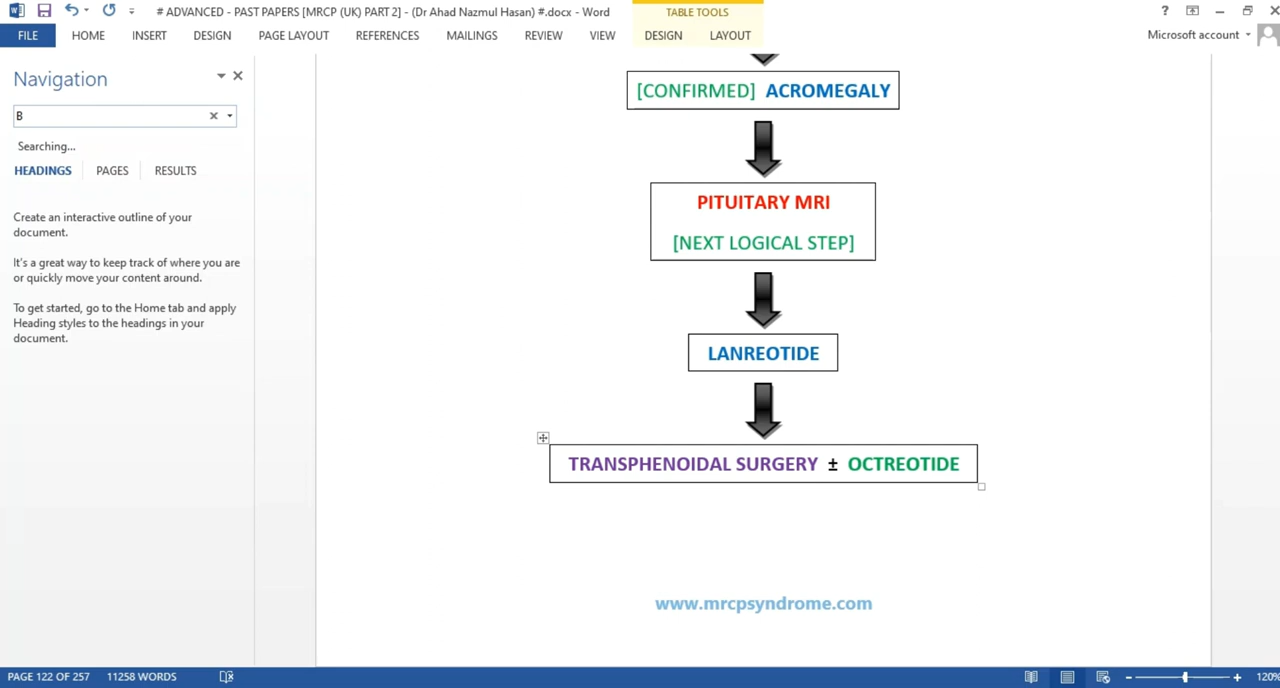 # ADVANCED - PAST PAPERS [MRCP (UK) PART 2] - (Dr Ahad Nazmul Hasan) #.docx - Word
TABLE TOOLS
?
FILE HOME INSERT DESIGN PAGE LAYOUT REFERENCES MAILINGS REVIEW VIEW DESIGN LAYOUT
Microsoft account
Navigation
B
Searching...
HEADINGS PAGES RESULTS
Create an interactive outline of your
document.
It's a great way to keep track of where you are
or quickly move your content around.
To get started, go to the Home tab and apply
Heading styles to the headings in your
document.
[CONFIRMED] ACROMEGALY
PITUITARY MRI
[NEXT LOGICAL STEP]
LANREOTIDE
TRANSPHENOIDAL SURGERY ± OCTREOTIDE
www.mrcpsyndrome.com
PAGE 122 OF 257 11258 WORDS
120%